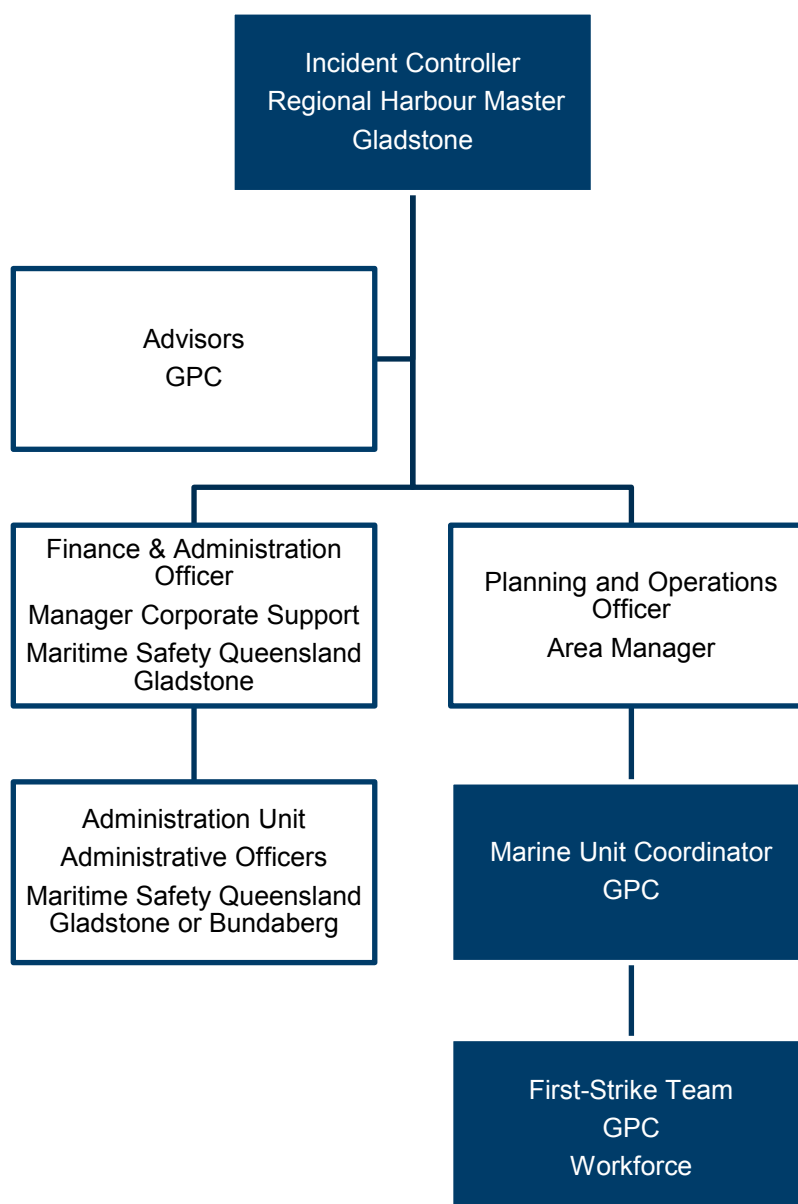 Incident Controller
Regional Harbour Master
Gladstone
Advisors
GPC
Finance & Administration
Officer
Manager Corporate Support
Maritime Safety Queensland
Gladstone
Planning and Operations
Officer
Area Manager
Administration Unit
Administrative Officers
Maritime Safety Queensland
Gladstone or Bundaberg
Marine Unit Coordinator
GPC
First-Strike Team
GPC
Workforce